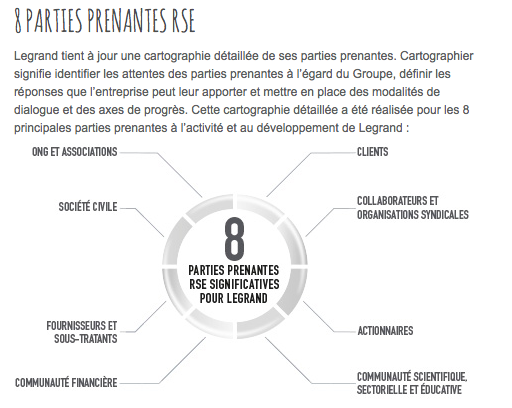 8 PARTIES PRENANTES RSE
Legrand tient à jour une cartographie détaillée de ses parties prenantes. Cartographier
signifie identifier les attentes des parties prenantes à l'égard du Groupe, définir les
réponses que l'entreprise peut leur apporter et mettre en place des modalités de
dialogue et des axes de progrès. Cette cartographie détaillée a été réalisée pour les 8
principales parties prenantes à l'activité et au développement de Legrand :
ONG ET ASSOCIATIONS
CLIENTS
SOCIÉTÉ CIVILE
COLLABORATEURS ET
ORGANISATIONS SYNDICALES
8
PARTIES PRENANTES
RSE SIGNIFICATIVES
POUR LEGRAND
FOURNISSEURS ET
SOUS-TRATANTS
ACTIONNAIRES
COMMUNAUTÉ FINANCIÈRE
COMMUNAUTÉ SCIENTIFIQUE,
SECTORIELLE ET ÉDUCATIVE